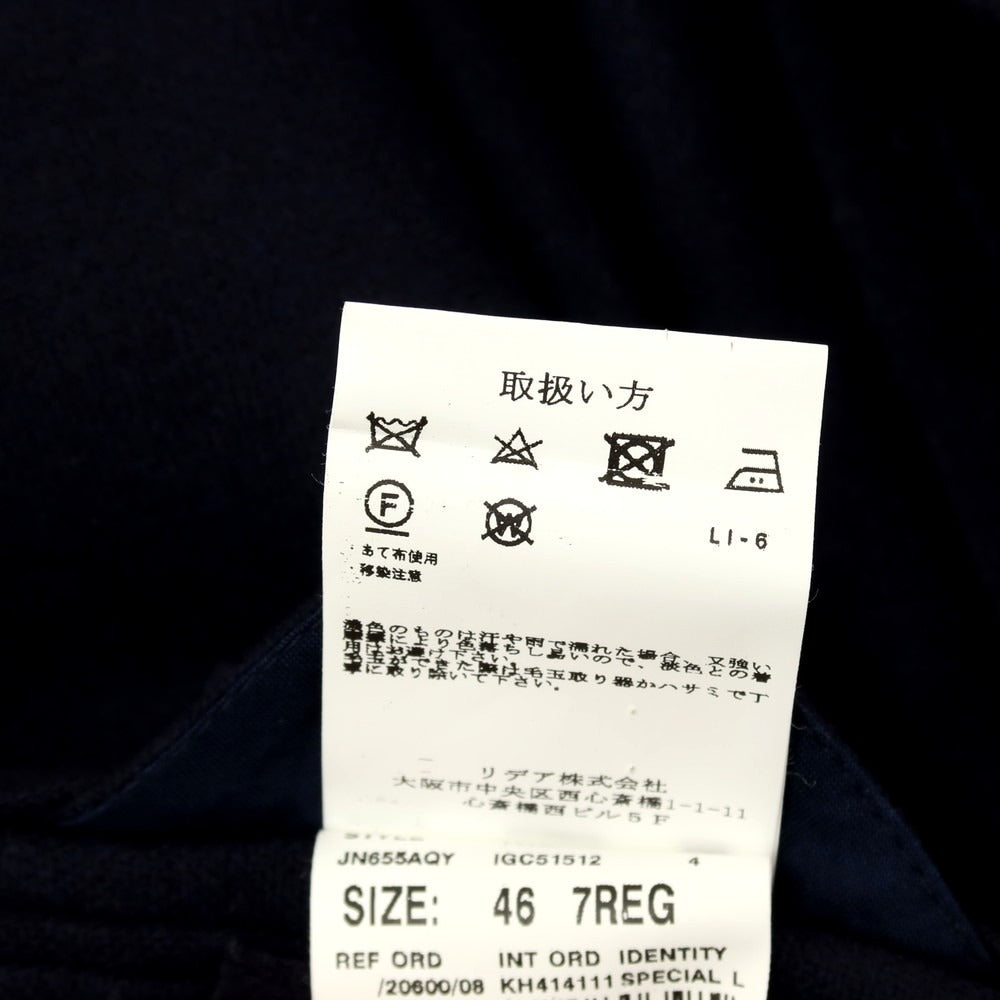 取扱い方
F
W
LI-6
あて布使用
移染注意
濃色のものは汗や雨で濡れた場合、又強い
摩擦により色落ちし易いので、淡色との着
用はお避け下さい。
毛玉ができた際は毛玉取り器かハサミで丁
寧に取り除いて下さい。
リデア株式会社
大阪市中央区西心斎橋1-1-11
心斎橋西ビル5F
STYLE
JN655AQY IGC51512 4
SIZE: 46 7REG
REF ORD INT ORD IDENTITY
/20600/08 KH414111 SPECIAL L